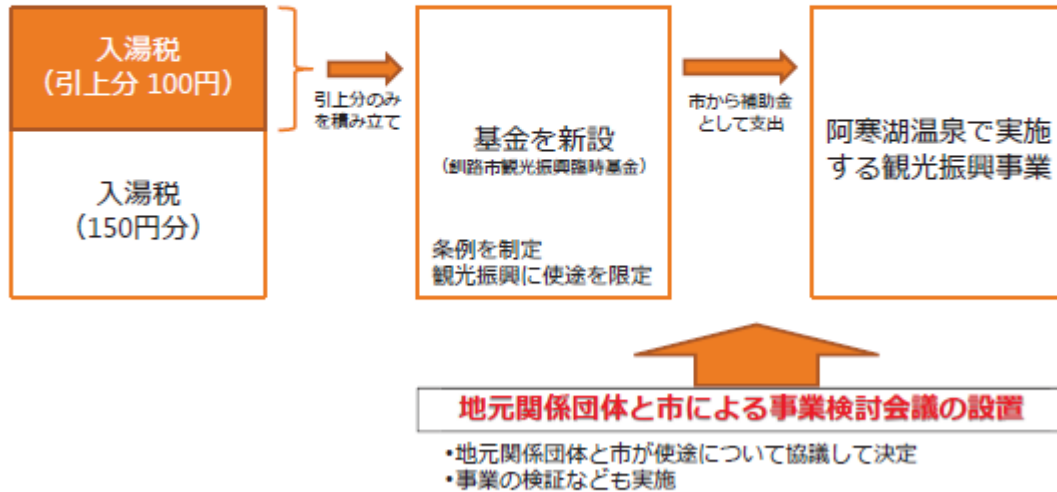 入湯税
（引上分 100円）
引上分のみ
を積み立て
入湯税
（150円分）
基金を新設
（釧路市観光振興臨時基金）
条例を制定
観光振興に使途を限定
市から補助金
として支出
阿寒湖温泉で実施
する観光振興事業
地元関係団体と市による事業検討会議の設置
・地元関係団体と市が使途について協議して決定
・事業の検証なども実施